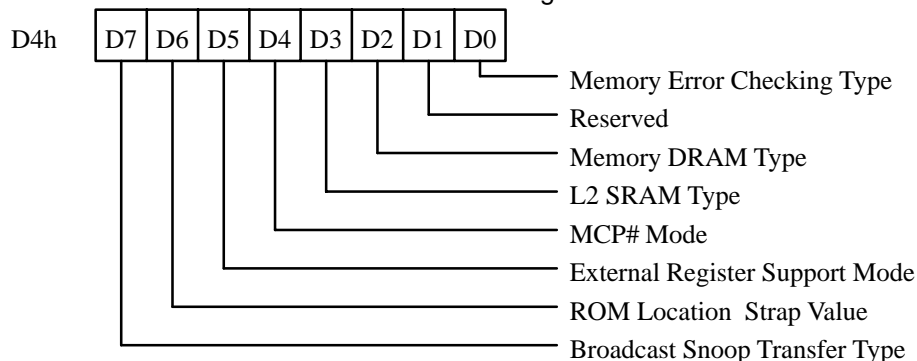 D4h D7 D6 D5 D4 D3 D2 D1 D0
Memory Error Checking Type
Reserved
Memory DRAM Type
L2 SRAM Type
MCP# Mode
External Register Support Mode
ROM Location Strap Value
Broadcast Snoop Transfer Type